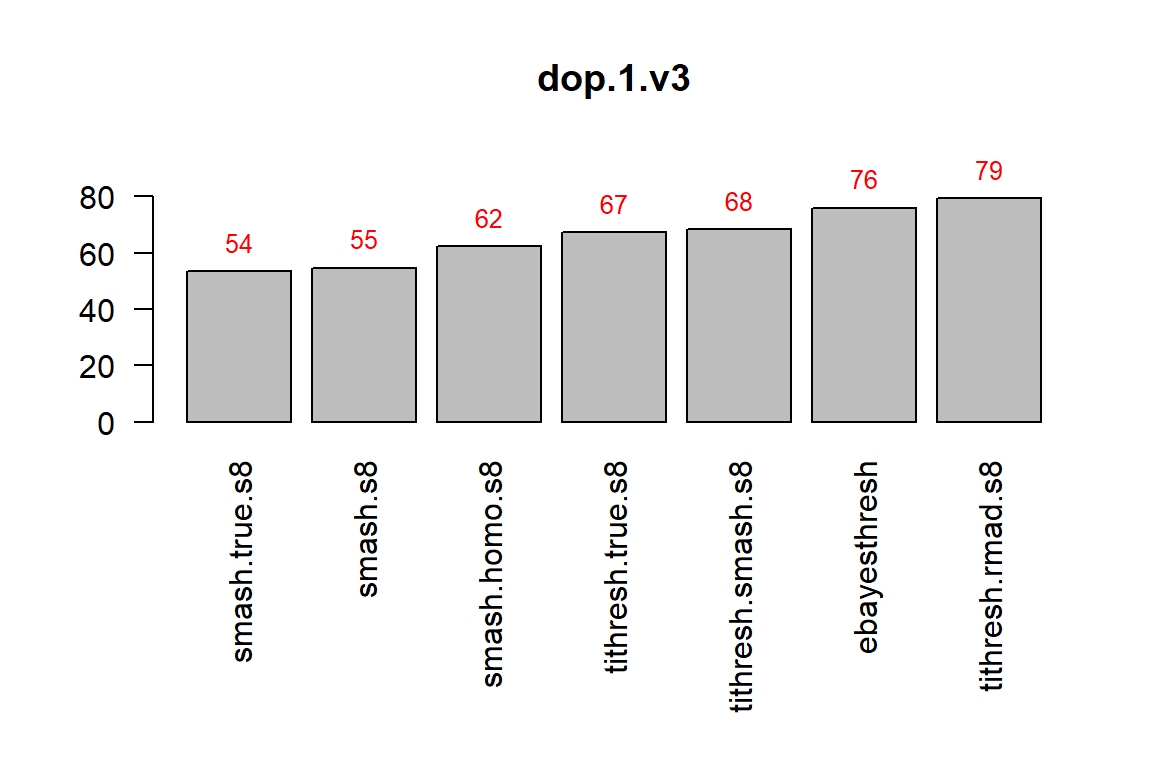 dop.1.v3
80
60
40
20
0
54
55
62
67
68
76
79
smash.true.s8
smash.s8
smash.homo.s8
tithresh.true.s8
tithresh.smash.s8
ebayesthresh
tithresh.rmad.s8